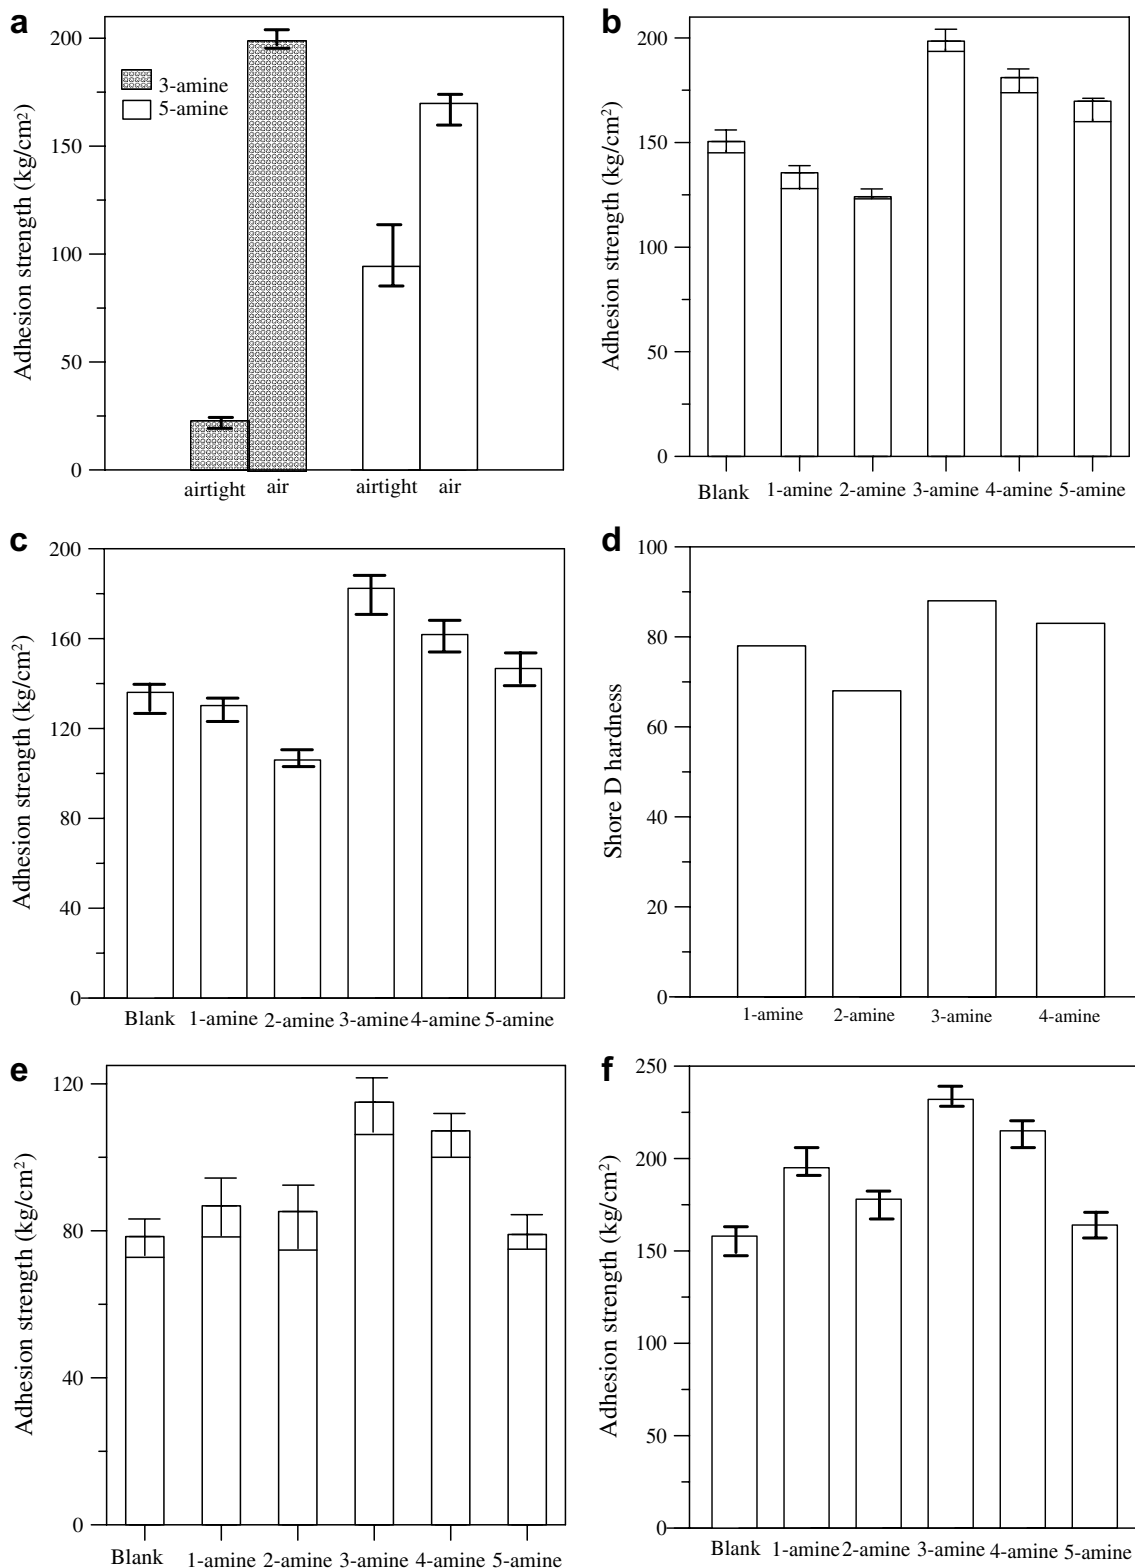 a
Adhesion strength (kg/cm²)
200
150
100
50
0
3-amine
5-amine
airtight air airtight air
b
Adhesion strength (kg/cm²)
200
150
100
50
0
Blank 1-amine 2-amine 3-amine 4-amine 5-amine
c
Adhesion strength (kg/cm²)
200
160
120
80
40
0
Blank 1-amine 2-amine 3-amine 4-amine 5-amine
d
Shore D hardness
100
80
60
40
20
0
1-amine 2-amine 3-amine 4-amine
e
Adhesion strength (kg/cm²)
120
80
40
0
Blank 1-amine 2-amine 3-amine 4-amine 5-amine
f
Adhesion strength (kg/cm²)
250
200
150
100
50
0
Blank 1-amine 2-amine 3-amine 4-amine 5-amine